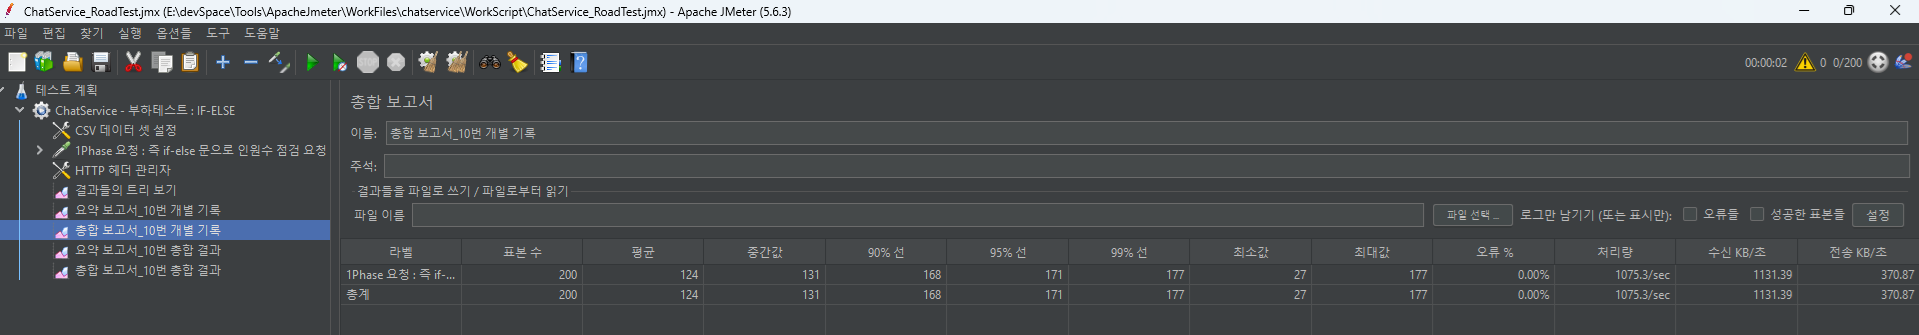 ChatService_RoadTest.jmx (E:\devSpace\Tools\ApacheJmeter\WorkFiles\chatservice\WorkScript\ChatService_RoadTest.jmx) - Apache JMeter (5.6.3)
파일 편집 찾기 실행 옵션들 도구 도움말
STOP
00:00:02 0 0/200
테스트 계획
ChatService - 부하테스트 : IF-ELSE
CSV 데이터 셋 설정
1Phase 요청 : 즉 if-else 문으로 인원수 점검 요청
HTTP 헤더 관리자
결과들의 트리 보기
요약 보고서_10번 개별 기록
총합 보고서_10번 개별 기록
요약 보고서_10번 총합 결과
총합 보고서_10번 총합 결과
총합 보고서
이름: 총합 보고서_10번 개별 기록
주석:
결과들을 파일로 쓰기 / 파일로부터 읽기
파일 이름 파일 선택 ... 로그만 남기기 (또는 표시만): 오류들 성공한 표본들 설정
라벨 표본 수 평균 중간값 90% 선 95% 선 99% 선 최소값 최대값 오류 % 처리량 수신 KB/초 전송 KB/초
1Phase 요청 : 즉 if-... 200 124 131 168 171 177 27 177 0.00% 1075.3/sec 1131.39 370.87
총계 200 124 131 168 171 177 27 177 0.00% 1075.3/sec 1131.39 370.87